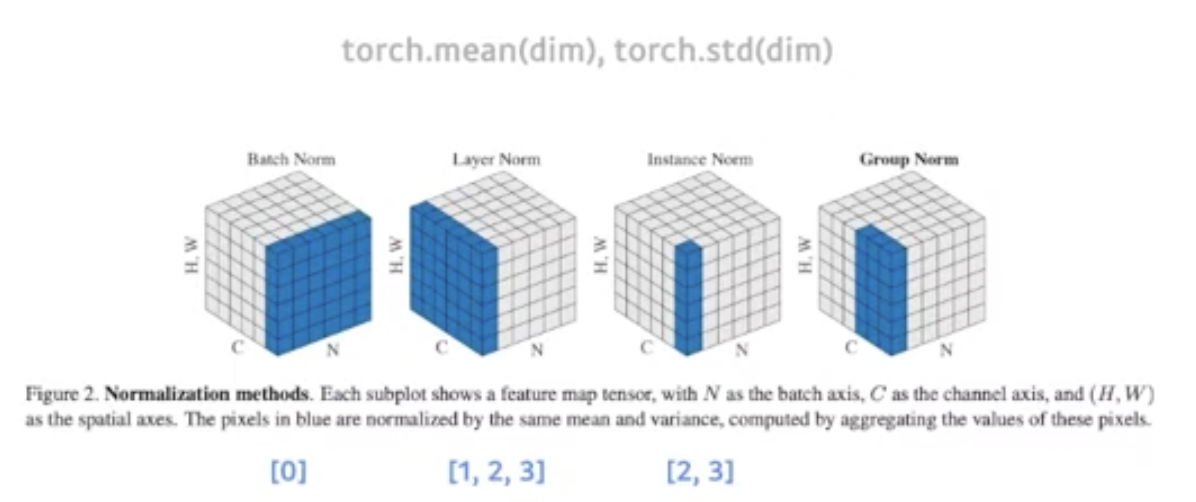 torch.mean(dim), torch.std(dim)
Batch Norm
Layer Norm
Instance Norm
Group Norm
H, W
C
N
H, W
C
N
H, W
C
N
H, W
C
N
Figure 2. Normalization methods. Each subplot shows a feature map tensor, with N as the batch axis, C as the channel axis, and (H, W)
as the spatial axes. The pixels in blue are normalized by the same mean and variance, computed by aggregating the values of these pixels.
[0]
[1, 2, 3]
[2, 3]